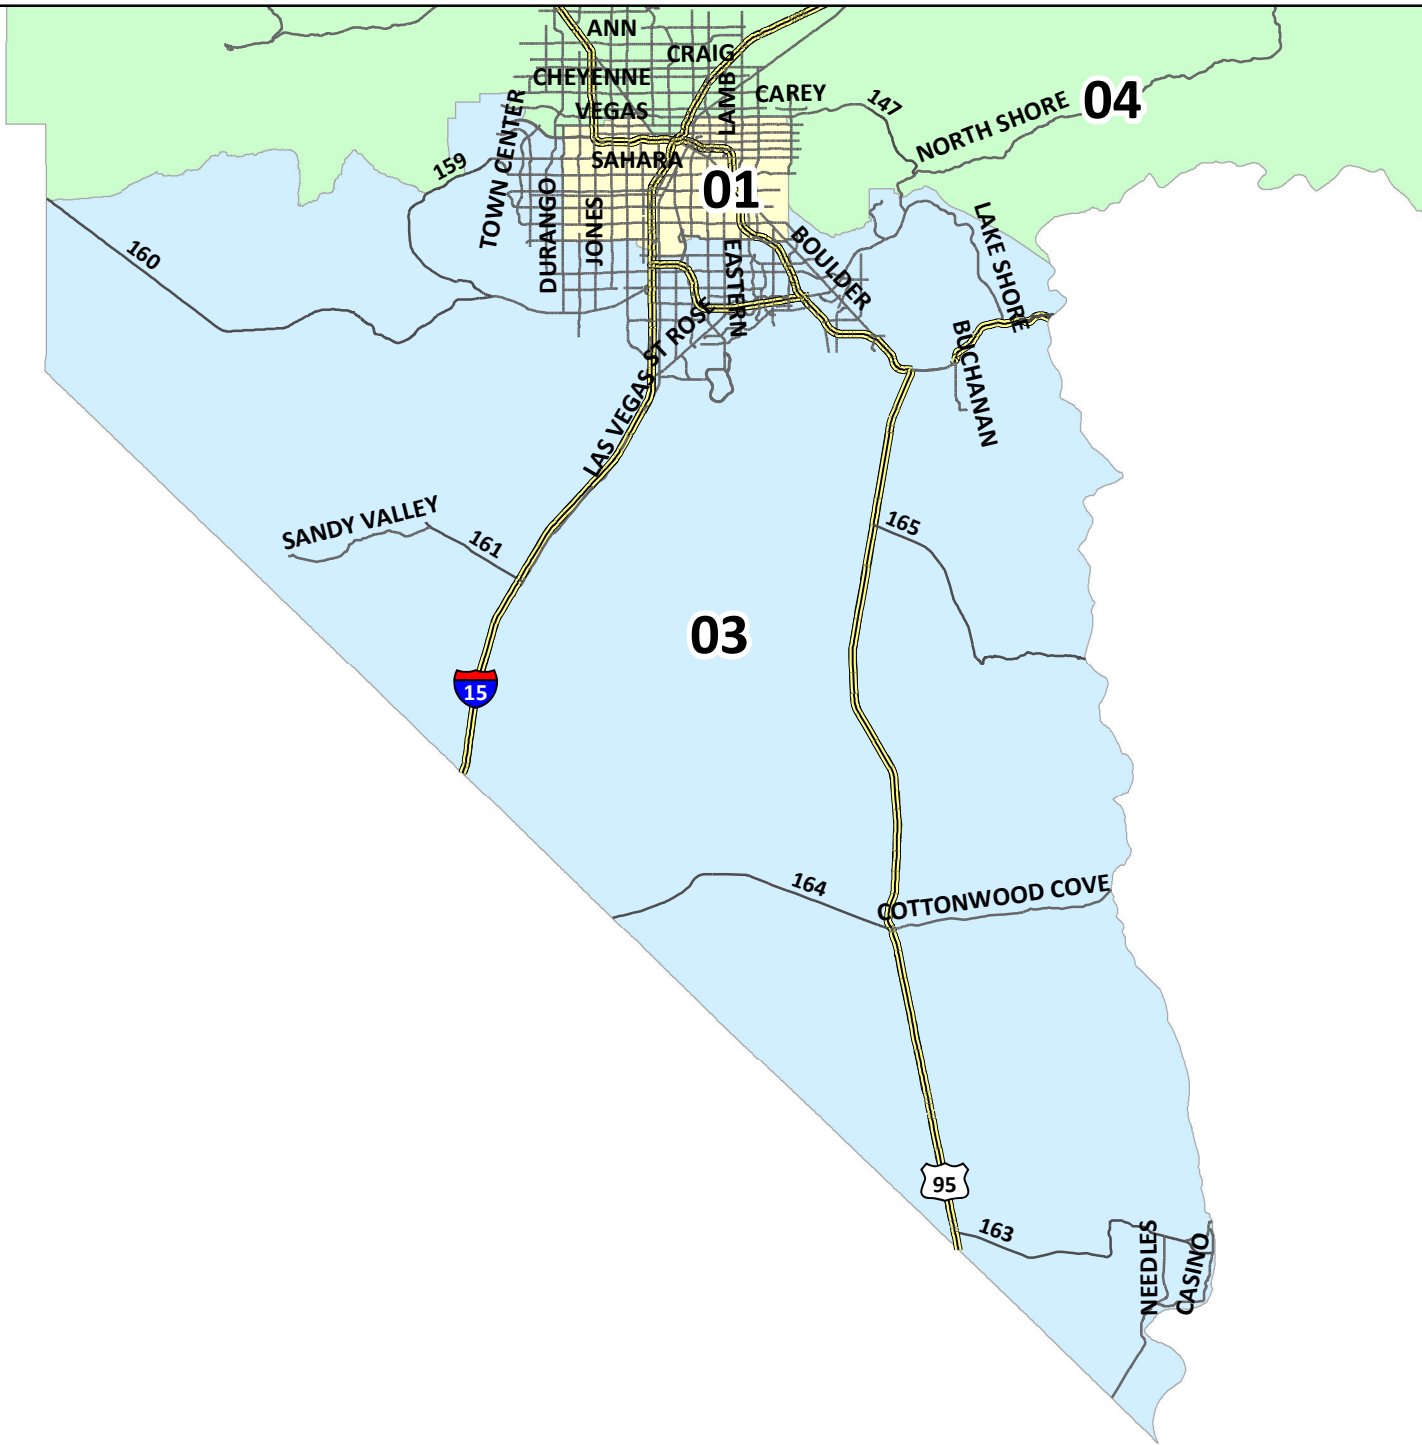 ANN
CRAIG
CHEYENNE
LAMB
CAREY
VEGAS
147
04
NORTH SHORE
TOWN CENTER
159
SAHARA
01
DURANGO
JONES
160
EASTERN
BOULDER
LAKE SHORE
ST ROSE
BUCHANAN
LAS VEGAS
SANDY VALLEY
161
165
03
15
164
COTTONWOOD COVE
95
163
NEEDLES
CASINO